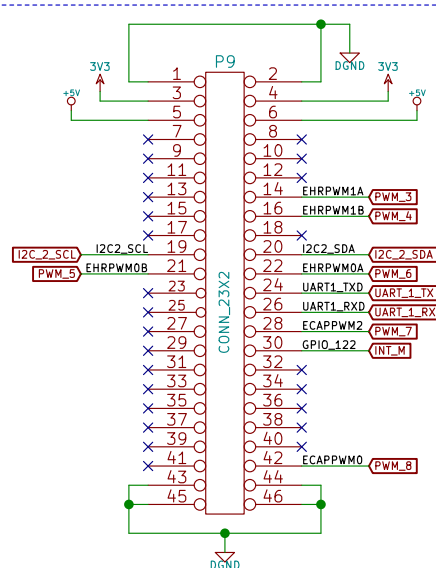 P9
DGND
3V3 1 2 3V3
+5V 3 4 +5V
5 6
7 8
9 10
11 12
13 14 EHRPWM1A PWM_3
15 16 EHRPWM1B PWM_4
17 18
I2C_2_SCL I2C2_SCL 19 20 I2C2_SDA I2C_2_SDA
PWM_5 EHRPWM0B 21 22 EHRPWM0A PWM_6
23 24 UART1_TXD UART_1_TX
25 26 UART1_RXD UART_1_RX
27 28 ECAPPWM2 PWM_7
29 30 GPIO_122 INT_M
31 32
33 34
35 36
37 38
39 40
41 42 ECAPPWM0 PWM_8
43 44
45 46
CONN_23X2
DGND